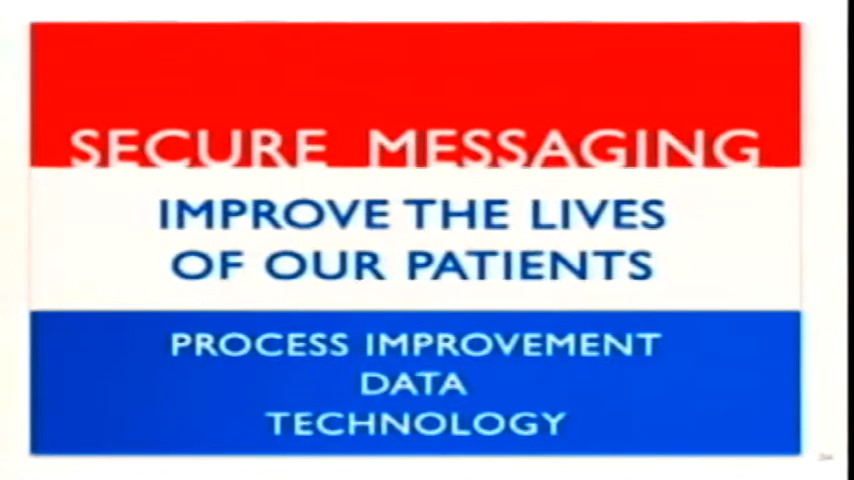 SECURE MESSAGING
IMPROVE THE LIVES
OF OUR PATIENTS
PROCESS IMPROVEMENT
DATA
TECHNOLOGY